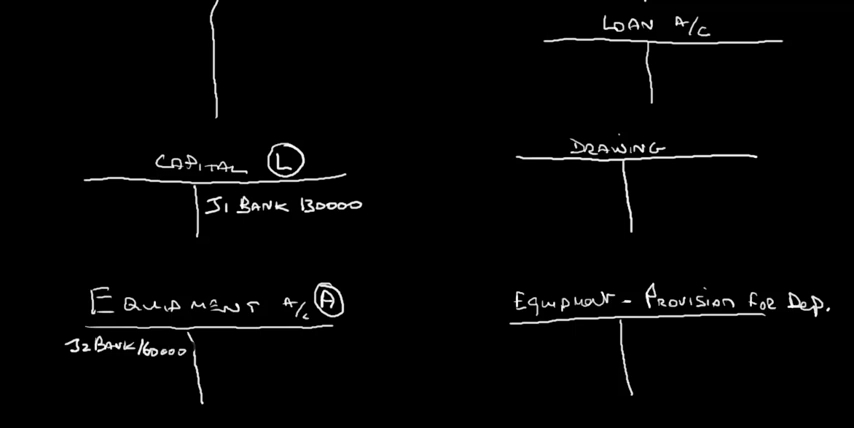 LOAN A/C
CAPITAL L
DRAWING
J1 BANK 130000
EQUIPMENT A/C A
EQUIPMENT - PROVISION FOR DEP.
J2 BANK 160000